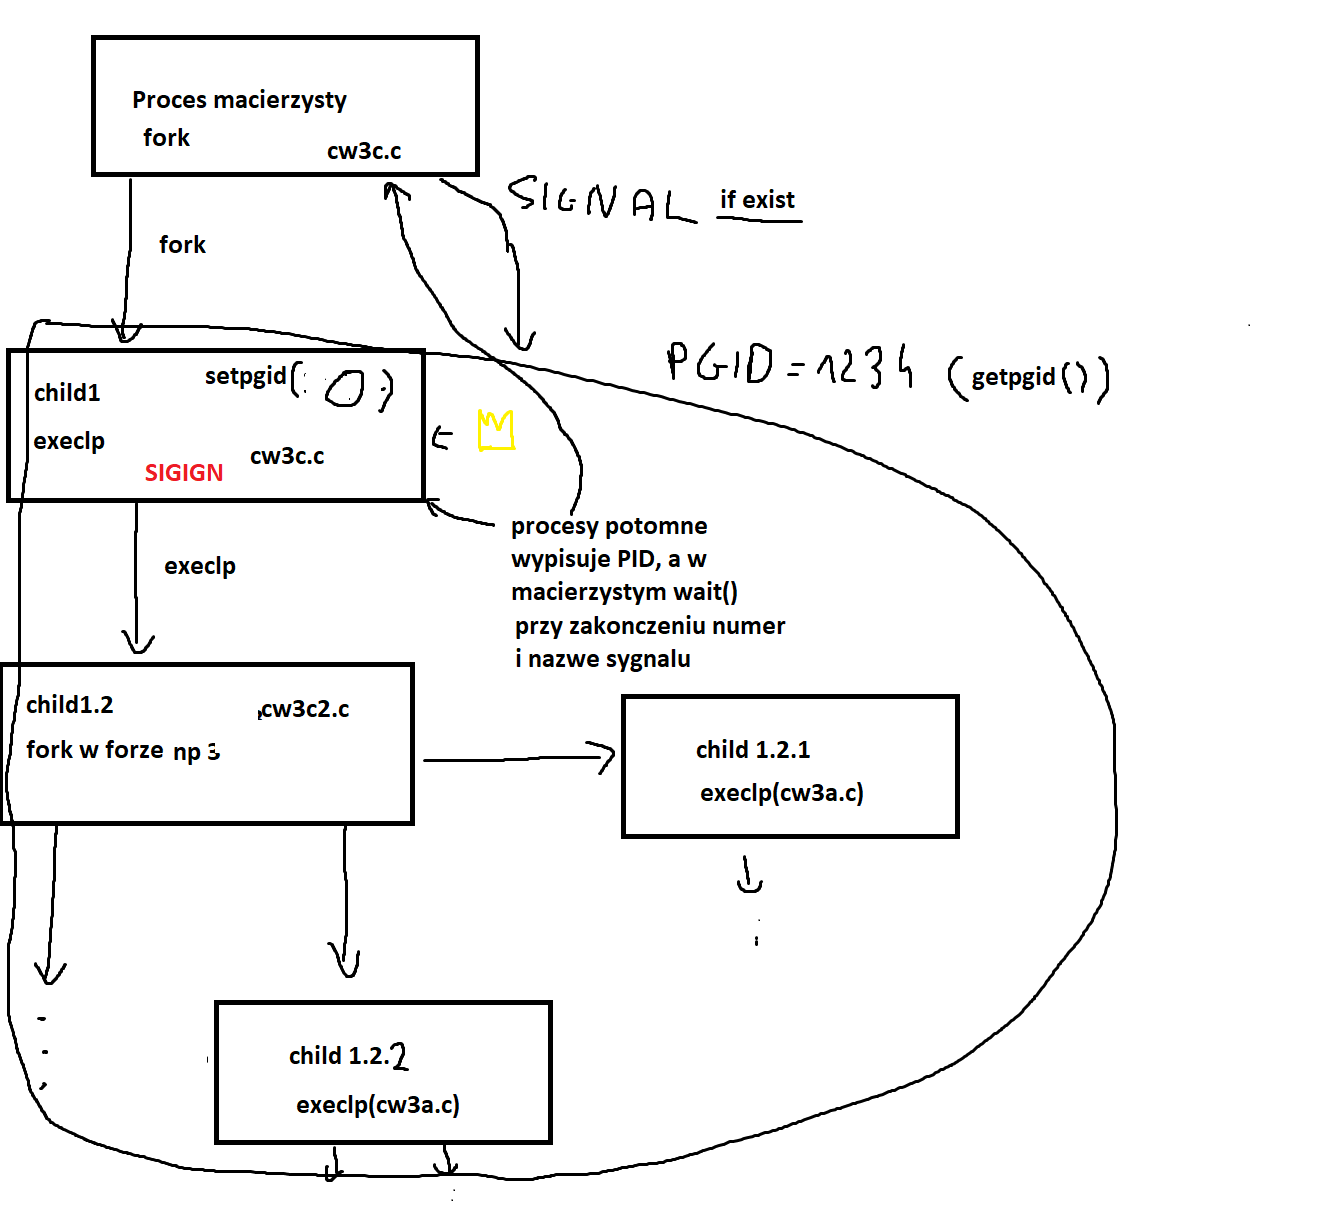 Proces macierzysty
fork
cw3c.c
SIGNAL if exist
fork
PGID = 1234 (getpgid())
setpgid(0,0)
child1
execlp
cw3c.c
SIGIGN
procesy potomne
wypisuje PID, a w
macierzystym wait()
przy zakonczeniu numer
i nazwe sygnalu
execlp
child1.2
cw3c2.c
fork w forze np 3
child 1.2.1
execlp(cw3a.c)
child 1.2.2
execlp(cw3a.c)